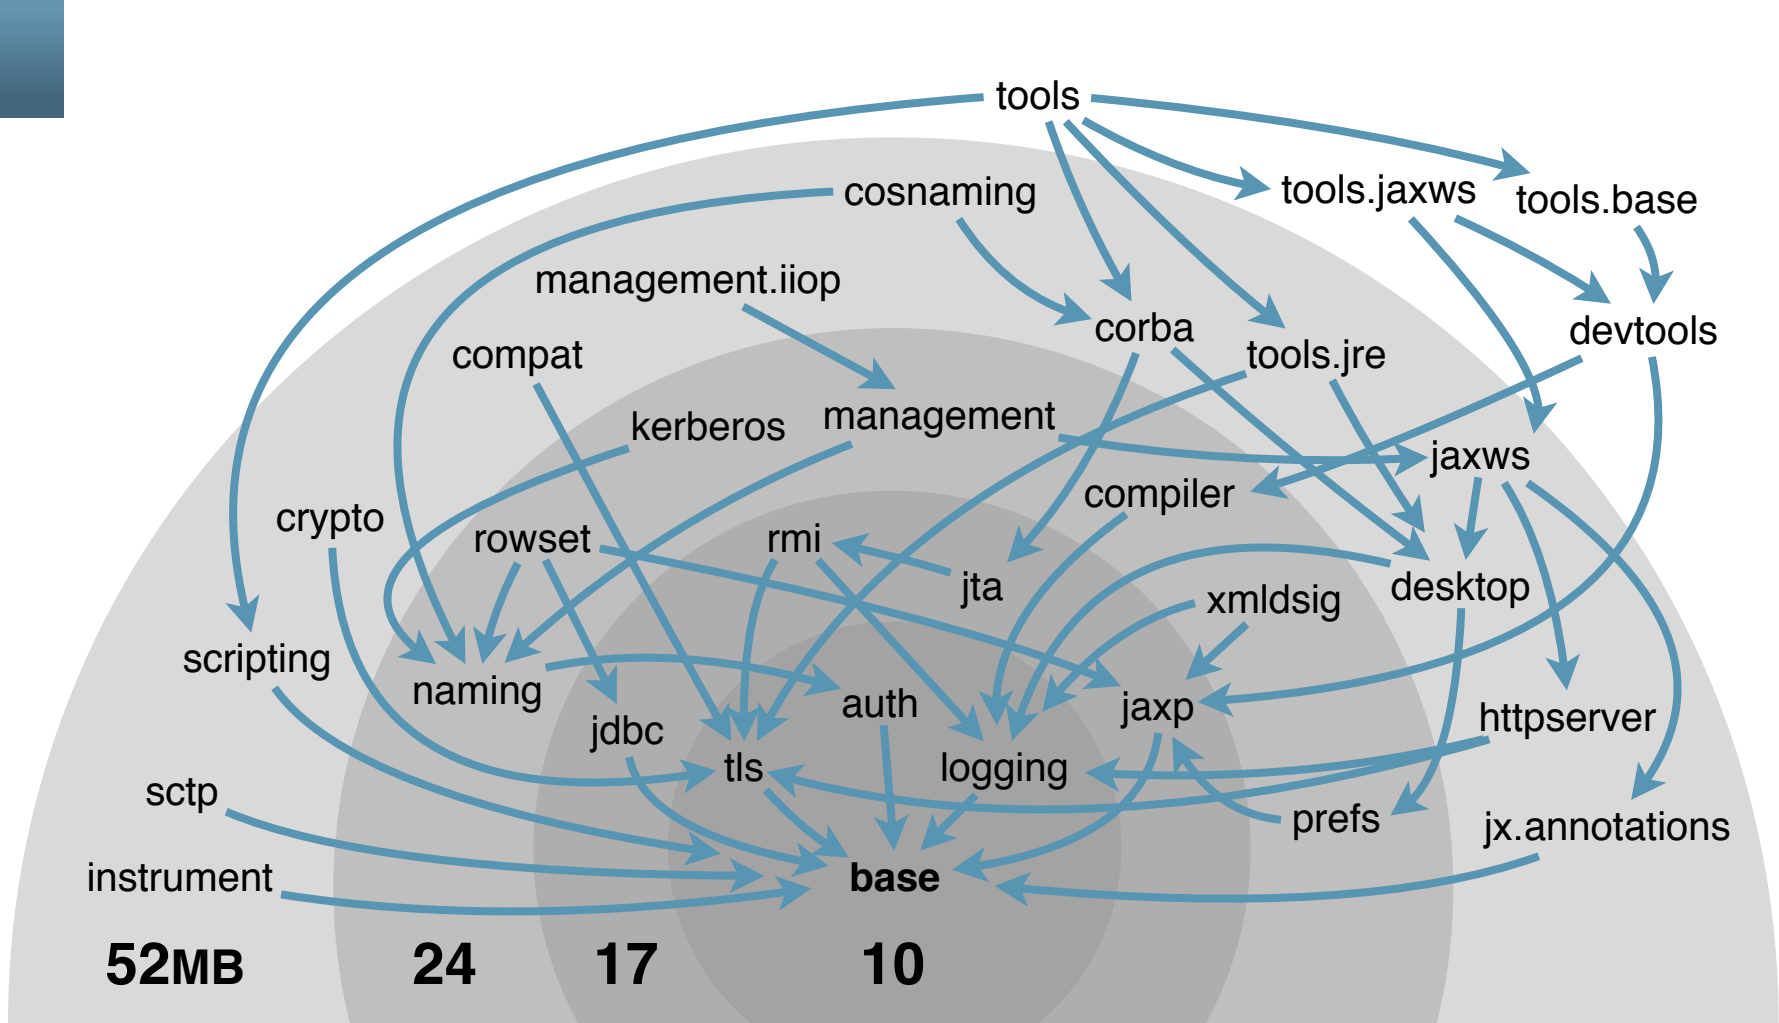 tools
tools.jaxws
tools.base
cosnaming
management.iiop
corba
devtools
compat
tools.jre
kerberos
management
jaxws
compiler
crypto
rowset
rmi
jta
xmldsig
desktop
scripting
naming
auth
jaxp
httpserver
jdbc
tls
logging
sctp
prefs
jx.annotations
instrument
base
52MB
24
17
10